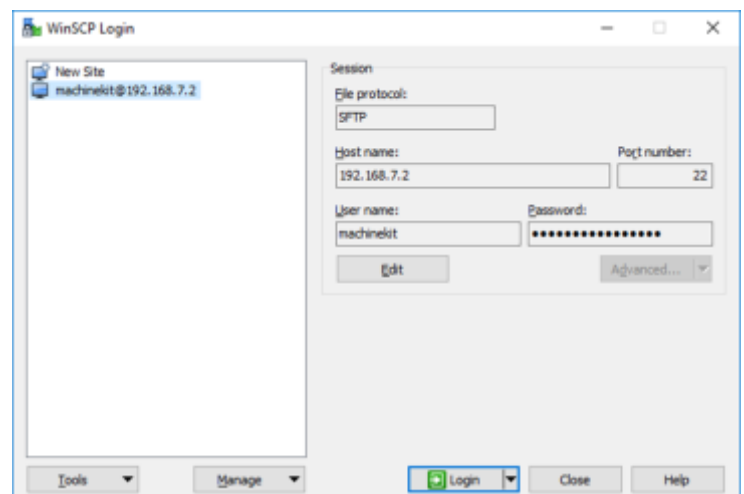 WinSCP Login
New Site
machinekit@192.168.7.2
Session
File protocol:
SFTP
Host name:
Port number:
192.168.7.2
22
User name:
Password:
machinekit
••••••••••••••••
Edit
Advanced...
Tools
Manage
Login
Close
Help